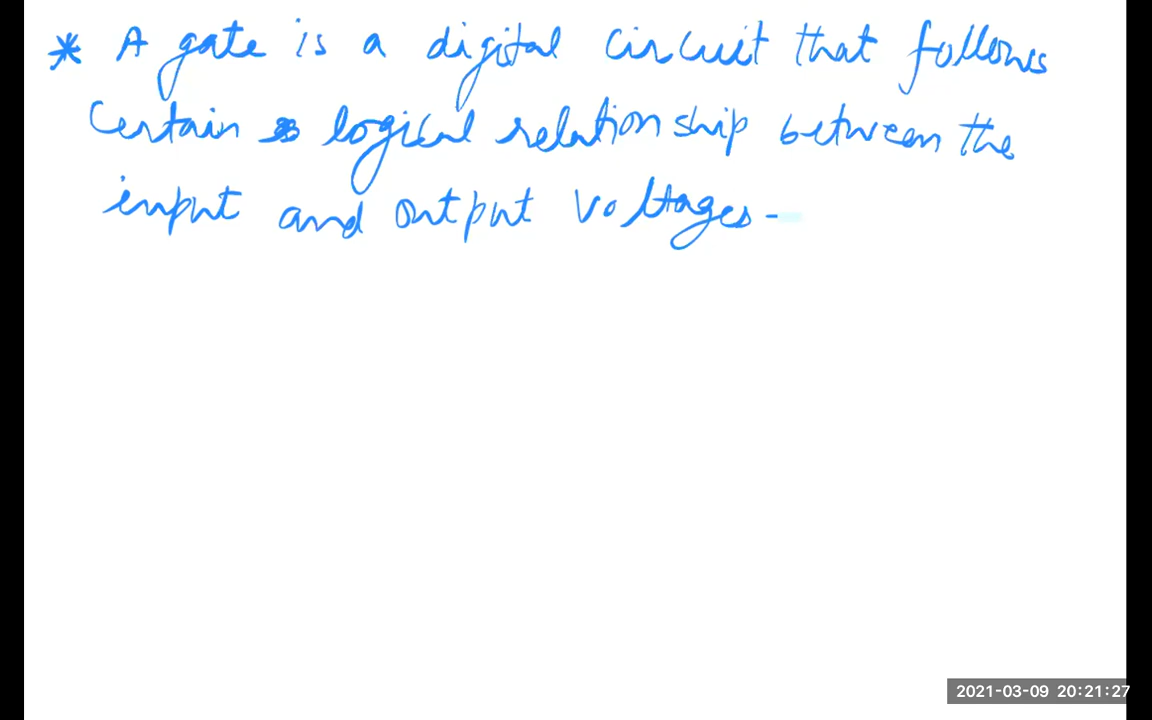 * A gate is a digital circuit that follows
Certain logical relationship between the
input and output voltages -
2021-03-09 20:21:27